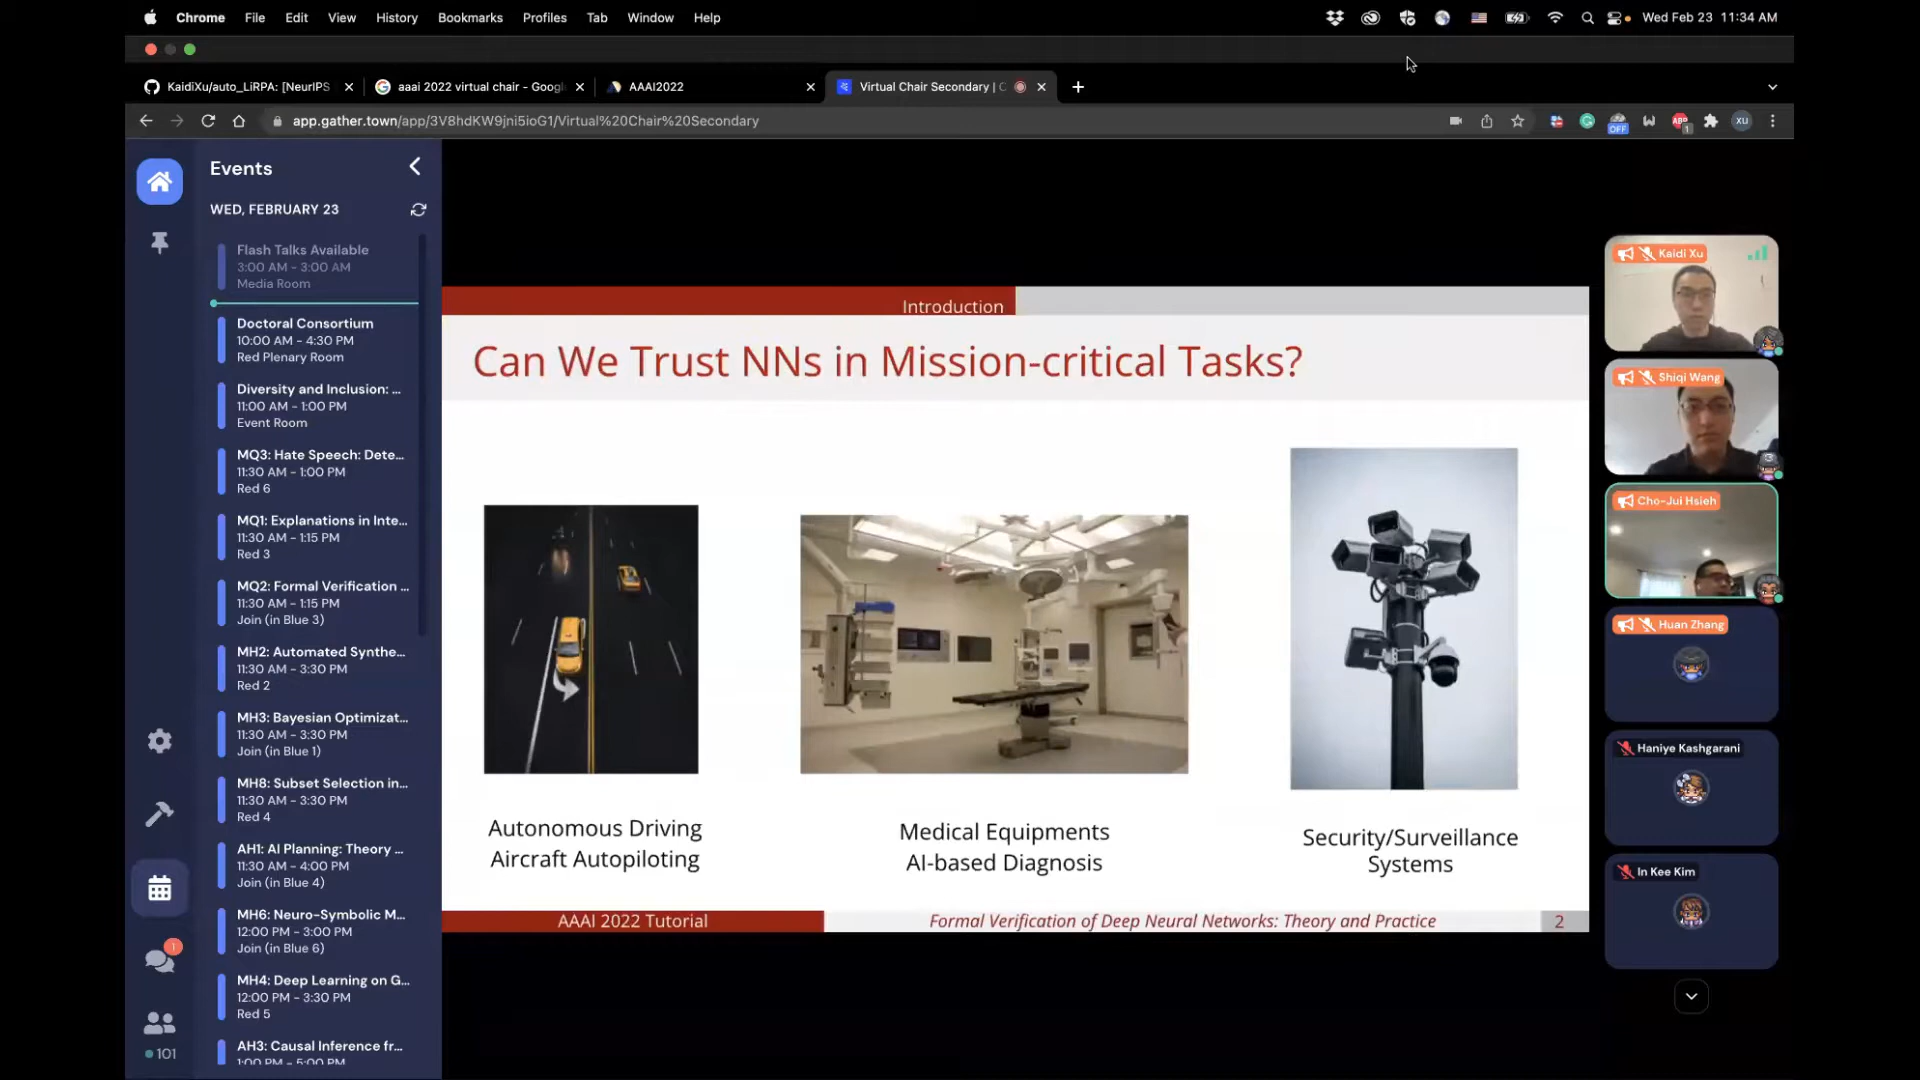 Chrome File Edit View History Bookmarks Profiles Tab Window Help
Wed Feb 23 11:34 AM
KaidiXu/auto_LiRPA: [NeurIPS
aaai 2022 virtual chair - Googl
AAAI2022
Virtual Chair Secondary | C
app.gather.town/app/3V8hdKW9jni5ioG1/Virtual%20Chair%20Secondary
OFF
ABP
1
XU
Events
WED, FEBRUARY 23
Flash Talks Available
3:00 AM - 3:00 AM
Media Room
Doctoral Consortium
10:00 AM - 4:30 PM
Red Plenary Room
Diversity and Inclusion: ...
11:00 AM - 1:00 PM
Event Room
MQ3: Hate Speech: Dete...
11:30 AM - 1:00 PM
Red 6
MQ1: Explanations in Inte...
11:30 AM - 1:15 PM
Red 3
MQ2: Formal Verification ...
11:30 AM - 1:15 PM
Join (in Blue 3)
MH2: Automated Synthe...
11:30 AM - 3:30 PM
Red 2
MH3: Bayesian Optimizat...
11:30 AM - 3:30 PM
Join (in Blue 1)
MH8: Subset Selection in...
11:30 AM - 3:30 PM
Red 4
AH1: AI Planning: Theory ...
11:30 AM - 4:00 PM
Join (in Blue 4)
MH6: Neuro-Symbolic M...
12:00 PM - 3:00 PM
Join (in Blue 6)
MH4: Deep Learning on G...
12:00 PM - 3:30 PM
Red 5
AH3: Causal Inference fr...
1:00 PM - 5:00 PM
1
101
Introduction
Can We Trust NNs in Mission-critical Tasks?
Autonomous Driving
Aircraft Autopiloting
Medical Equipments
AI-based Diagnosis
Security/Surveillance
Systems
AAAI 2022 Tutorial
Formal Verification of Deep Neural Networks: Theory and Practice
2
Kaidi Xu
Shiqi Wang
Cho-Jui Hsieh
Huan Zhang
Haniye Kashgarani
In Kee Kim